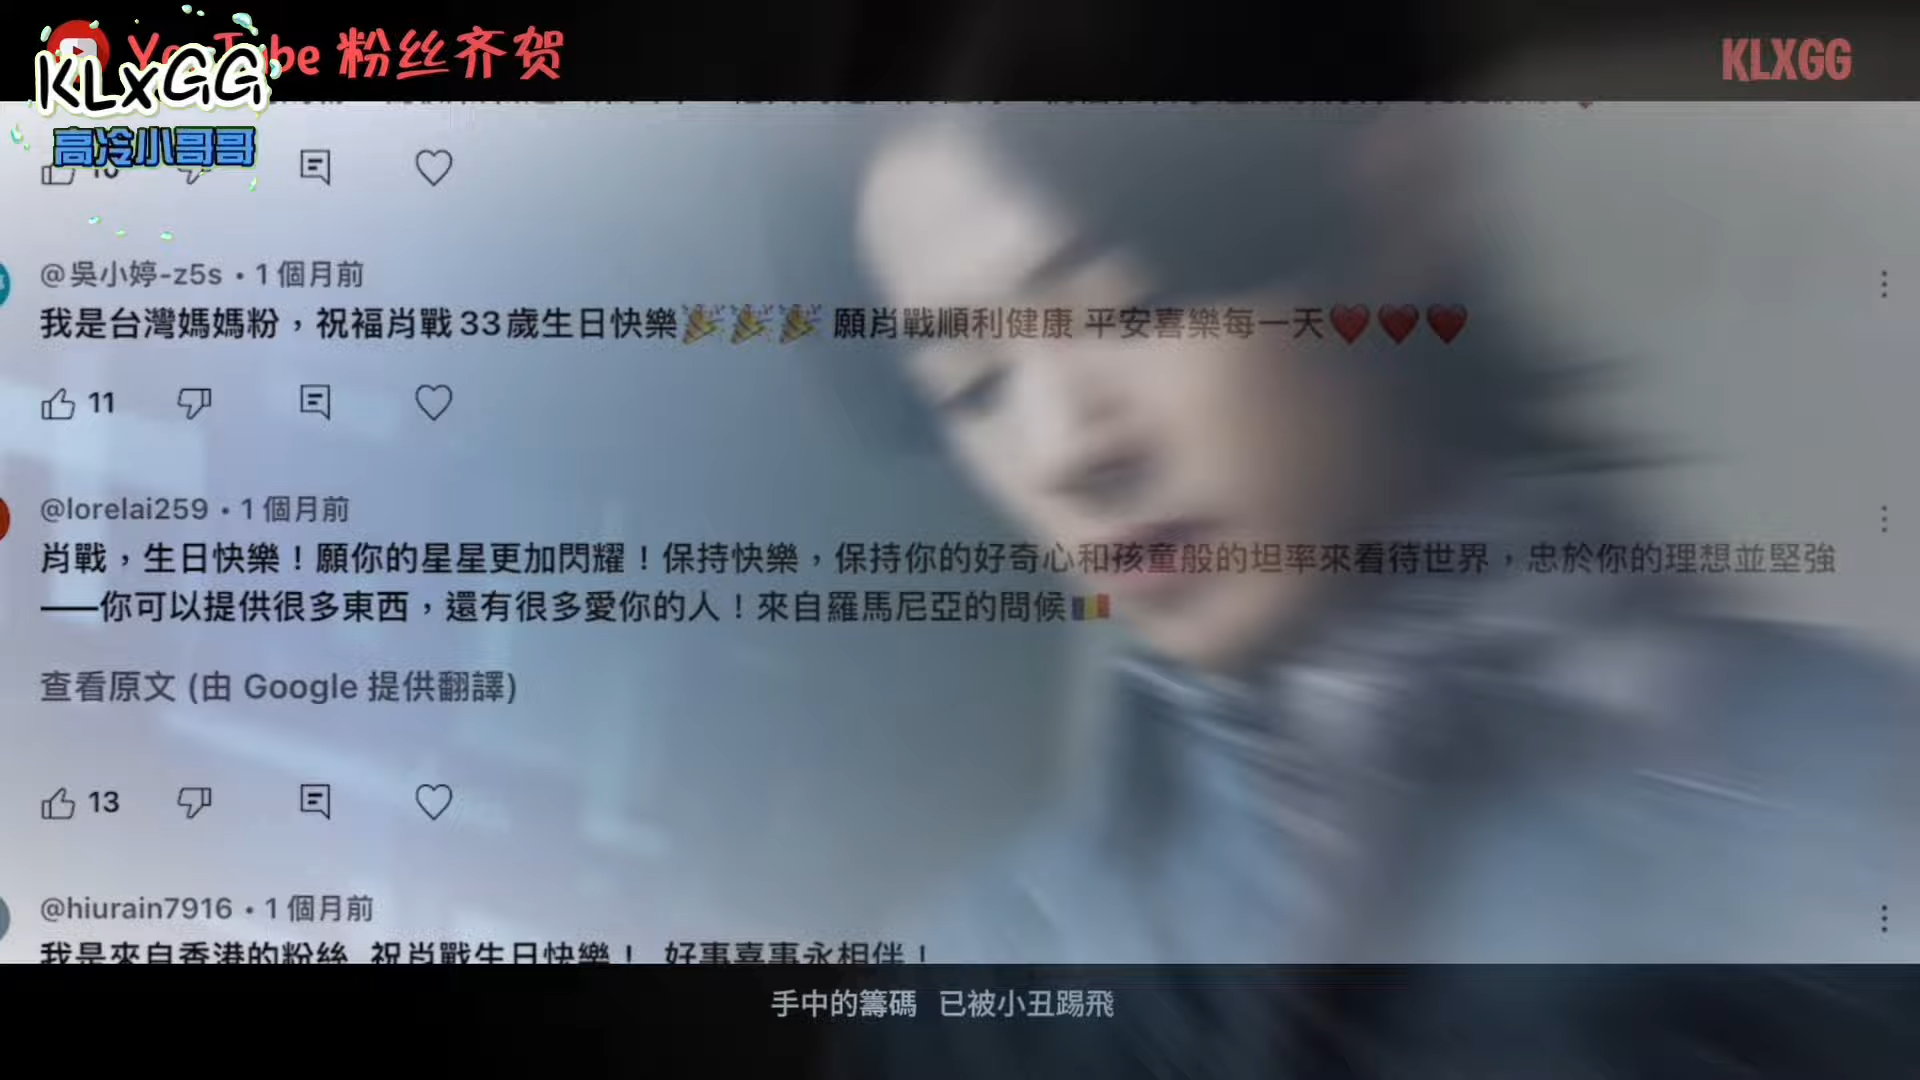 YouTube 粉丝齐贺
KLXGG
KLxGG
高冷小哥哥
@吳小婷-z5s • 1 個月前
我是台灣媽媽粉，祝福肖戰33歲生日快樂🎉🎉🎉 願肖戰順利健康 平安喜樂每一天❤️❤️❤️
11
@lorelai259 • 1 個月前
肖戰，生日快樂！願你的星星更加閃耀！保持快樂，保持你的好奇心和孩童般的坦率來看待世界，忠於你的理想並堅強
——你可以提供很多東西，還有很多愛你的人！來自羅馬尼亞的問候🇷🇴
查看原文 (由 Google 提供翻譯)
13
@hiurain7916 • 1 個月前
我是來自香港的粉絲 祝肖戰生日快樂！ 好事喜事永相伴！
手中的籌碼 已被小丑踢飛